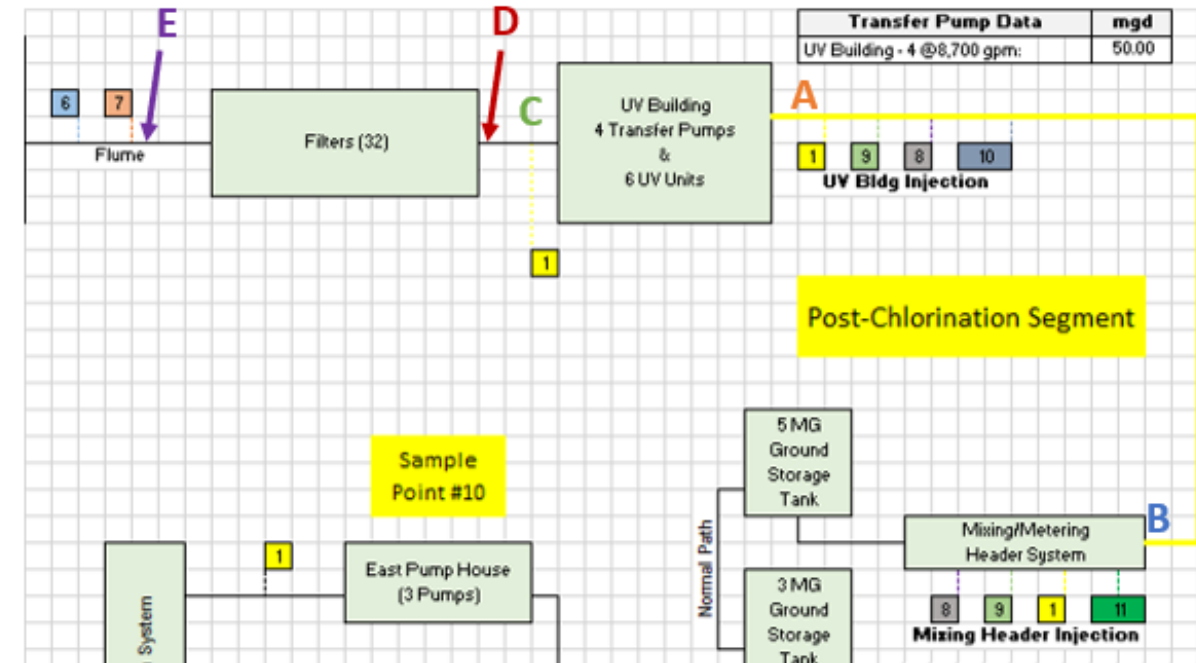 E
D
Transfer Pump Data mgd
UV Building - 4 @8,700 gpm: 50.00
A
C
6 7
Flume
Filters (32)
UV Building
4 Transfer Pumps
&
6 UV Units
1 9 8 10
UV Bldg Injection
1
Post-Chlorination Segment
5 MG
Ground
Storage
Tank
Sample
Point #10
Normal Path
B
Mixing/Metering
Header System
1
East Pump House
(3 Pumps)
System
3 MG
Ground
Storage
Tank
8 9 1 11
Mixing Header Injection